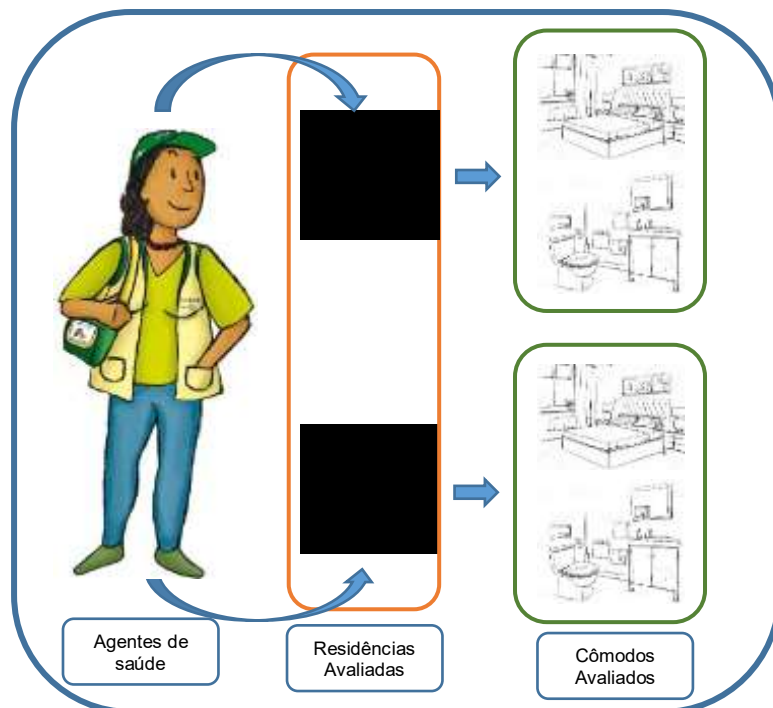 Agentes de
saúde
Residências
Avaliadas
Cômodos
Avaliados